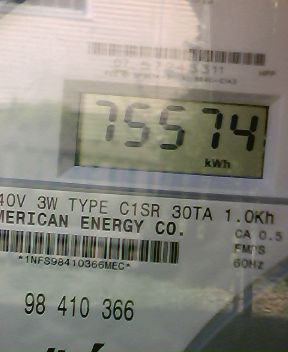 75574
kWh
40V 3W TYPE C1SR 30TA 1.0Kh
MERICAN ENERGY CO.
CA 0.5
*1NFS98410366MEC*
60Hz
98 410 366